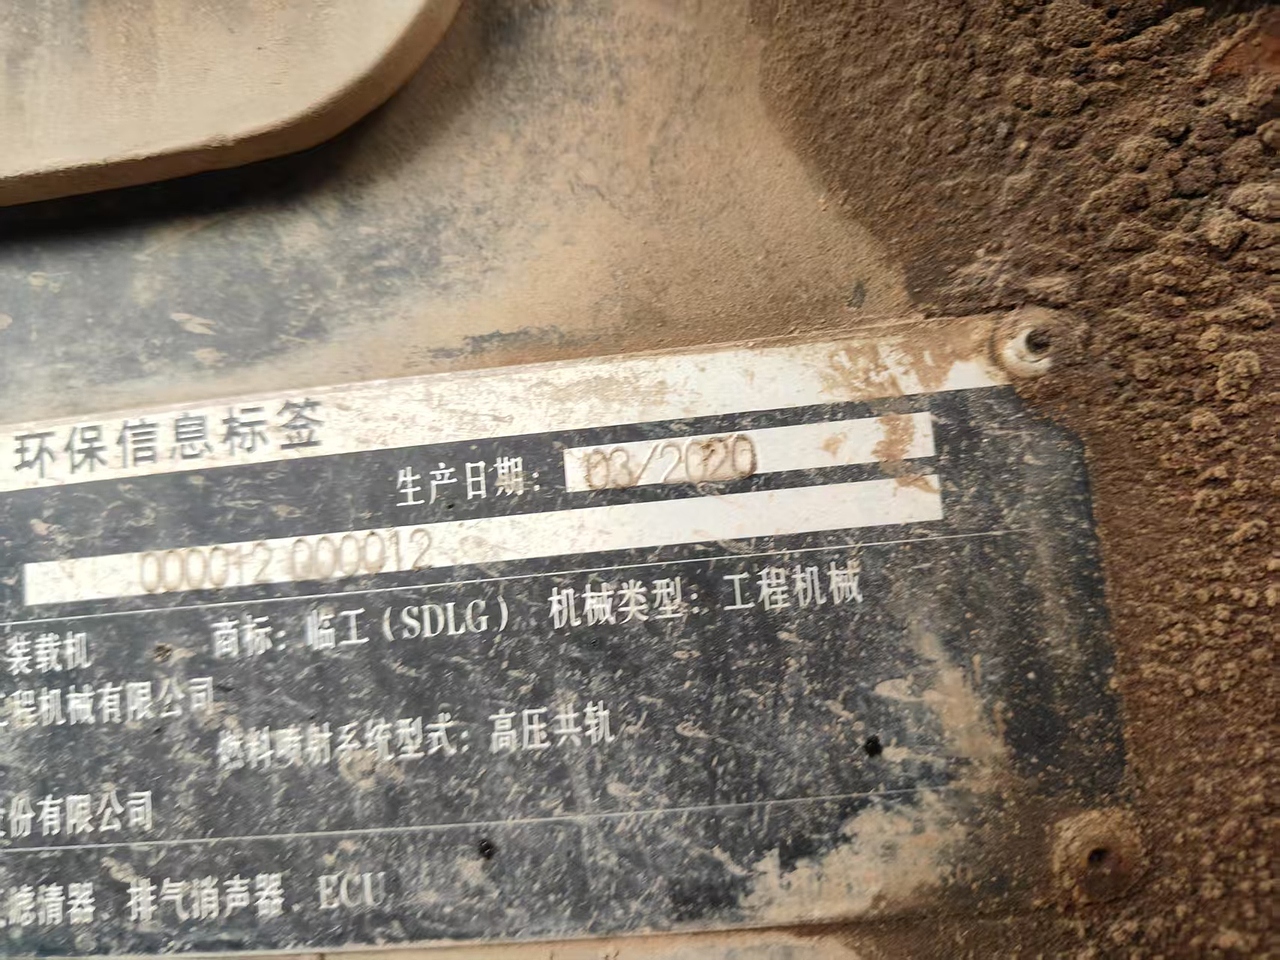 环保信息标签
生产日期：03/2020
000012 000012
装载机 商标：临工（SDLG） 机械类型：工程机械
工程机械有限公司
燃料喷射系统型式：高压共轨
份有限公司
滤清器、排气消声器、ECU